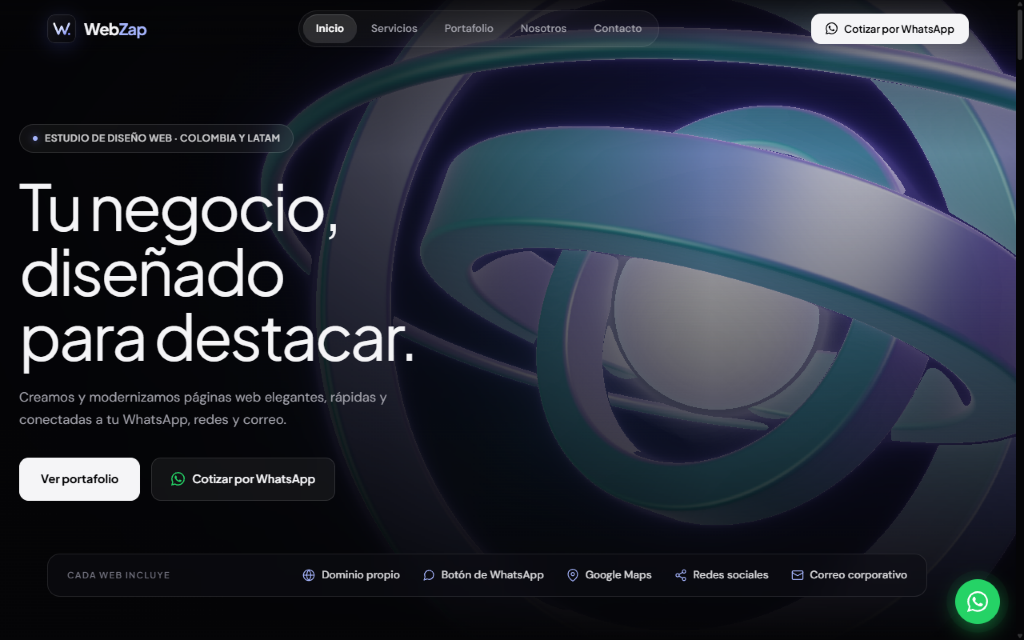 W. WebZap
Inicio Servicios Portafolio Nosotros Contacto
Cotizar por WhatsApp
ESTUDIO DE DISEÑO WEB · COLOMBIA Y LATAM
Tu negocio,
diseñado
para destacar.
Creamos y modernizamos páginas web elegantes, rápidas y
conectadas a tu WhatsApp, redes y correo.
Ver portafolio
Cotizar por WhatsApp
CADA WEB INCLUYE
Dominio propio
Botón de WhatsApp
Google Maps
Redes sociales
Correo corporativo